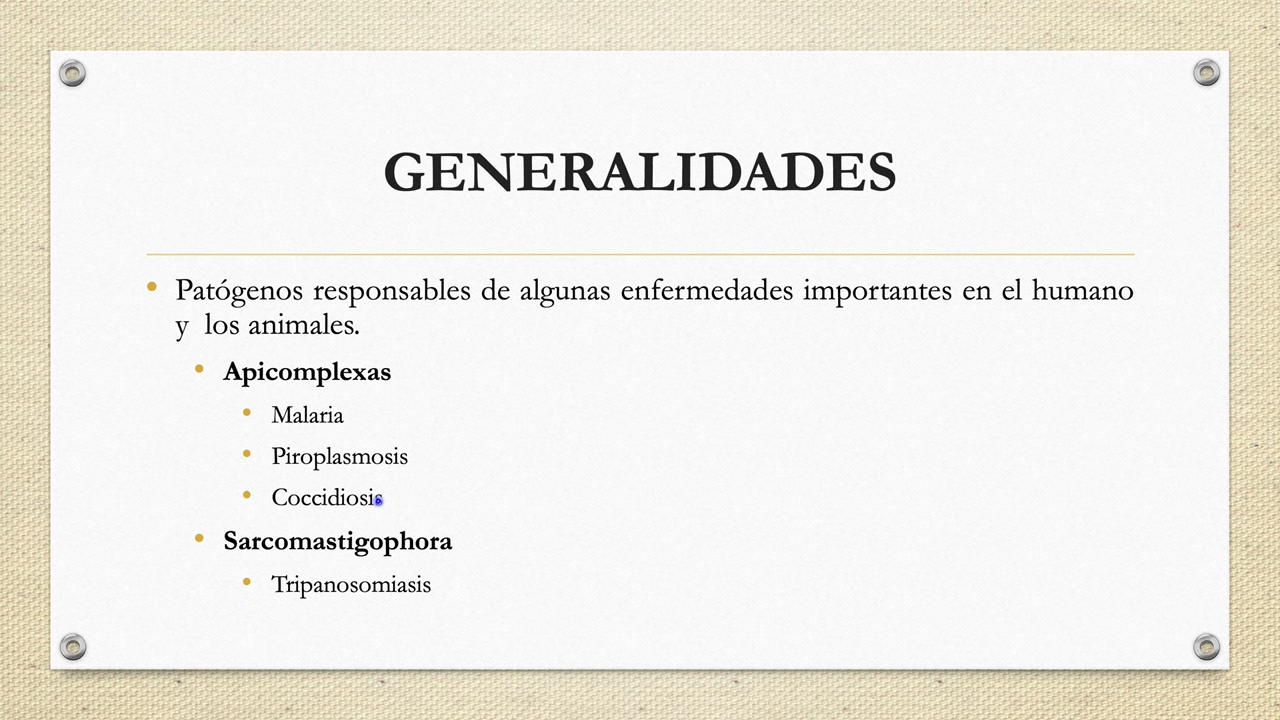 GENERALIDADES
• Patógenos responsables de algunas enfermedades importantes en el humano
y los animales.
• Apicomplexas
• Malaria
• Piroplasmosis
• Coccidiosis
• Sarcomastigophora
• Tripanosomiasis